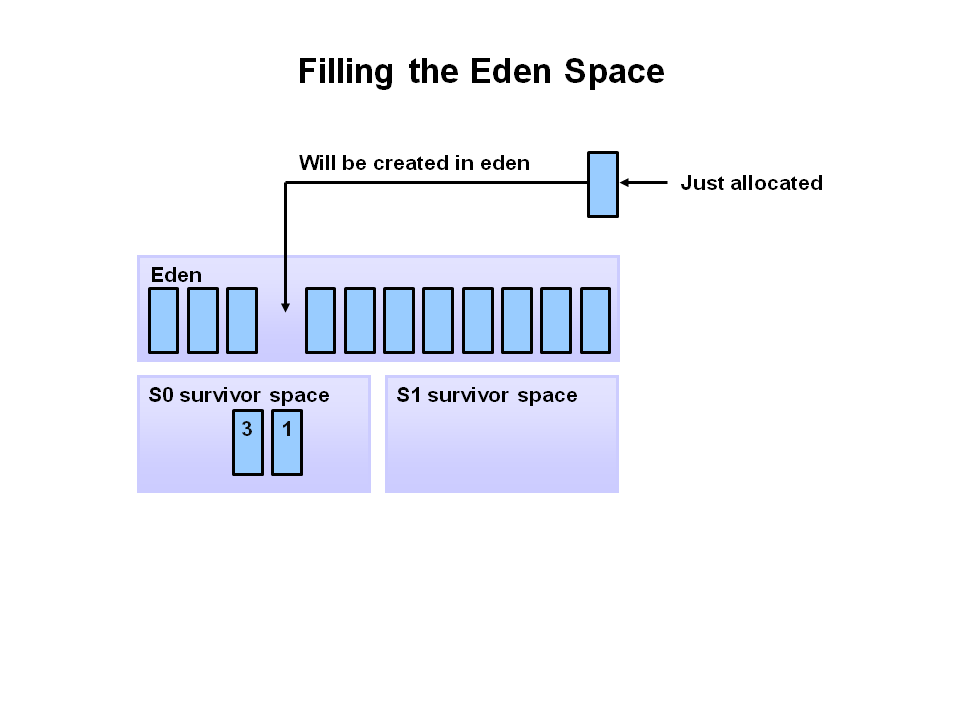 Filling the Eden Space
Will be created in eden
Just allocated
Eden
S0 survivor space
S1 survivor space
3 1